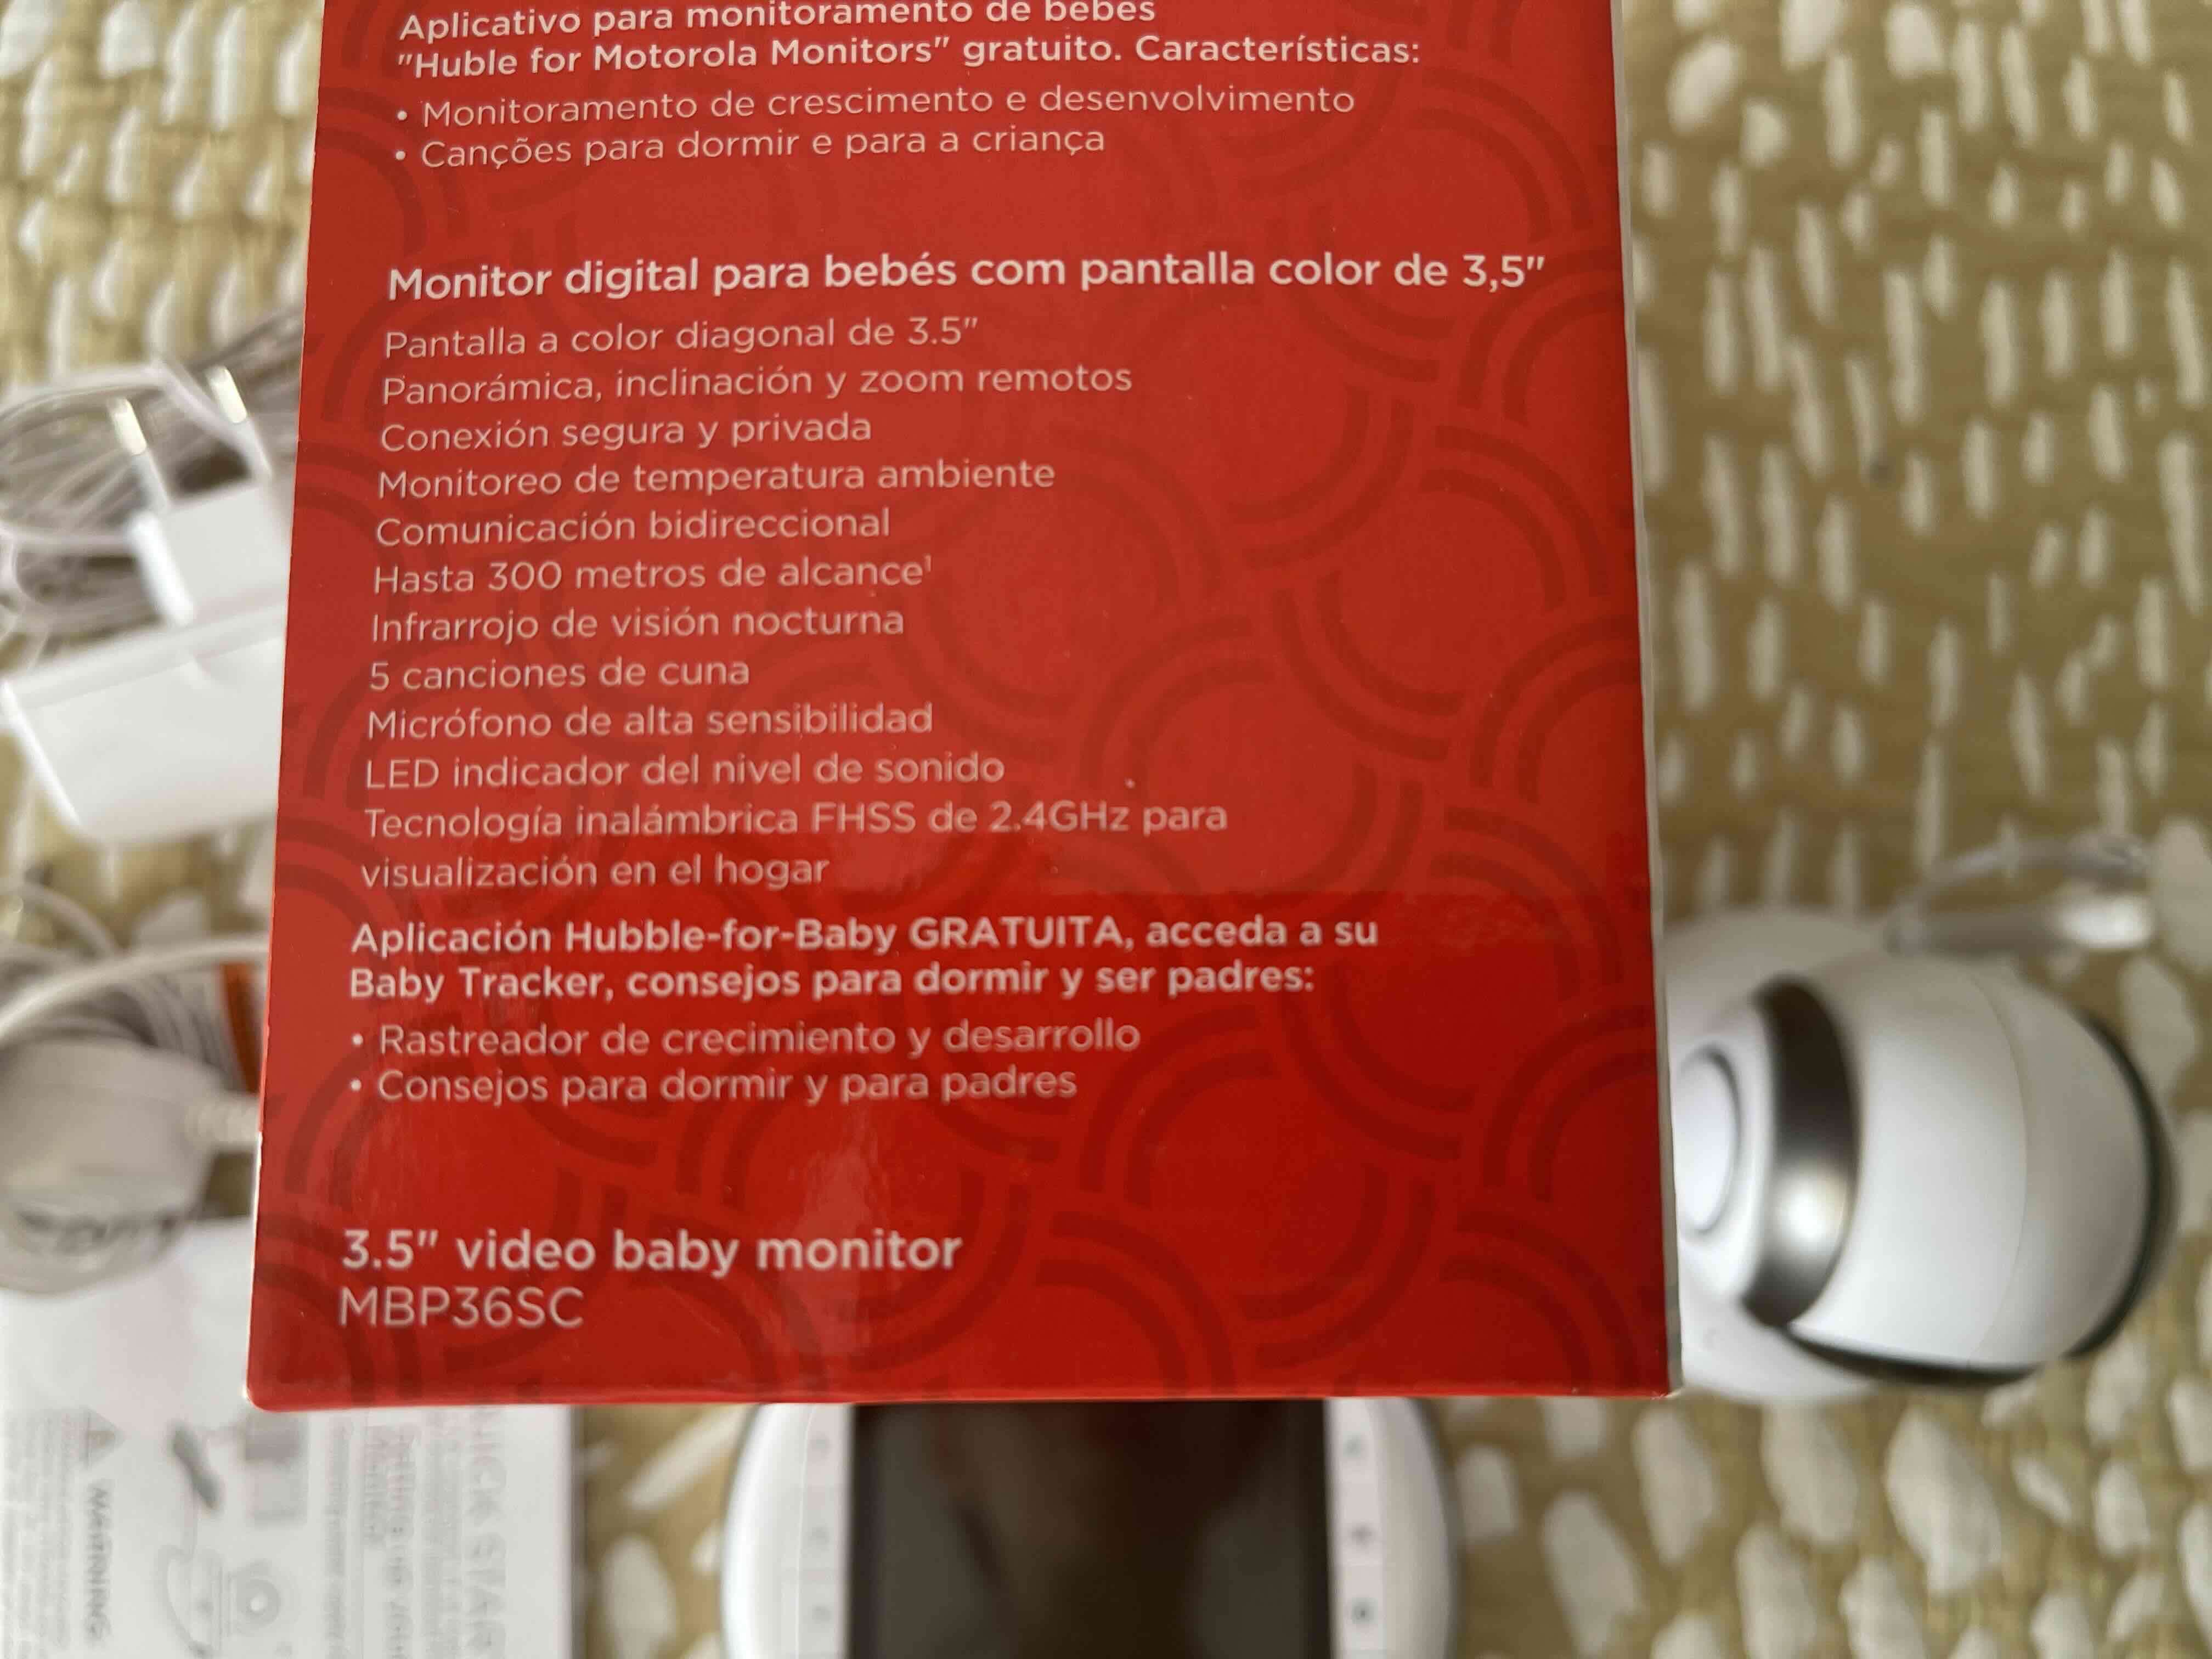 Aplicativo para monitoramento de bebês
"Huble for Motorola Monitors" gratuito. Características:
• Monitoramento de crescimento e desenvolvimento
• Canções para dormir e para a criança
Monitor digital para bebés com pantalla color de 3,5"
Pantalla a color diagonal de 3.5"
Panorámica, inclinación y zoom remotos
Conexión segura y privada
Monitoreo de temperatura ambiente
Comunicación bidireccional
Hasta 300 metros de alcance¹
Infrarrojo de visión nocturna
5 canciones de cuna
Micrófono de alta sensibilidad
LED indicador del nivel de sonido
Tecnología inalámbrica FHSS de 2.4GHz para
visualización en el hogar
Aplicación Hubble-for-Baby GRATUITA, acceda a su
Baby Tracker, consejos para dormir y ser padres:
• Rastreador de crecimiento y desarrollo
• Consejos para dormir y para padres
3.5" video baby monitor
MBP36SC
WARNING